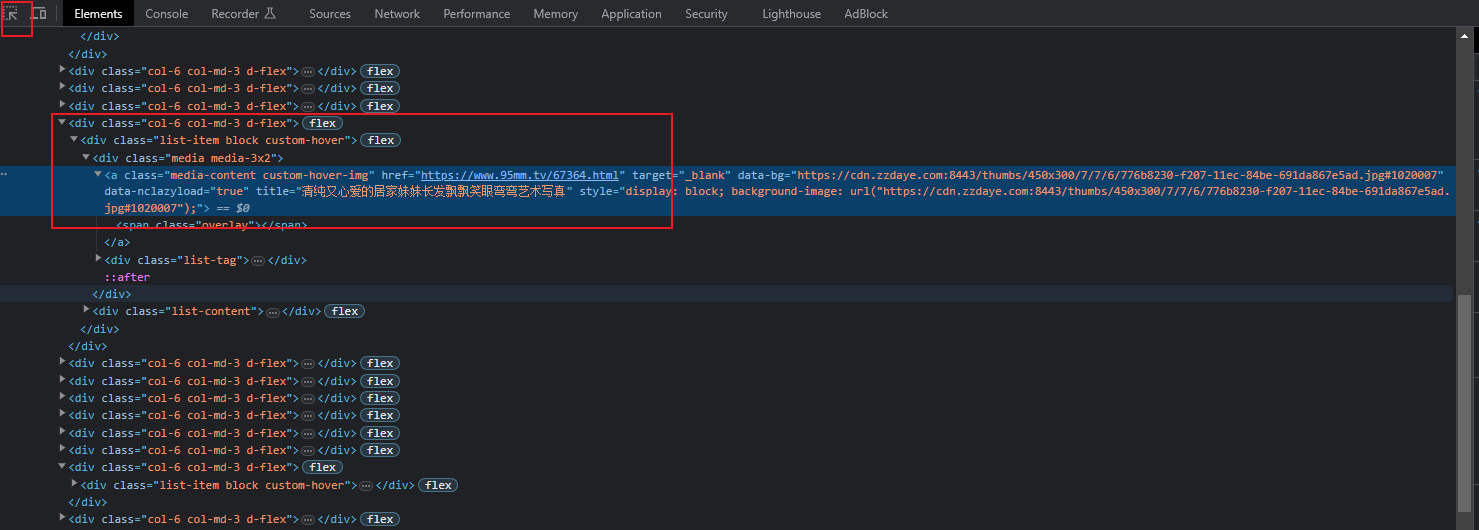 Elements Console Recorder Sources Network Performance Memory Application Security Lighthouse AdBlock
</div>
</div>
<div class="col-6 col-md-3 d-flex">…</div> flex
<div class="col-6 col-md-3 d-flex">…</div> flex
<div class="col-6 col-md-3 d-flex">…</div> flex
<div class="col-6 col-md-3 d-flex"> flex
<div class="list-item block custom-hover"> flex
<div class="media media-3x2">
<a class="media-content custom-hover-img" href="https://www.95mm.tv/67364.html" target="_blank" data-bg="https://cdn.zzdaye.com:8443/thumbs/450x300/7/7/6/776b8230-f207-11ec-84be-691da867e5ad.jpg#1020007"
data-nclazyload="true" title="清纯又心爱的居家妹妹长发飘飘笑眼弯弯艺术写真" style="display: block; background-image: url("https://cdn.zzdaye.com:8443/thumbs/450x300/7/7/6/776b8230-f207-11ec-84be-691da867e5ad.
jpg#1020007");"> == $0
<span class="overlay"></span>
</a>
<div class="list-tag">…</div>
::after
</div>
<div class="list-content">…</div> flex
</div>
</div>
<div class="col-6 col-md-3 d-flex">…</div> flex
<div class="col-6 col-md-3 d-flex">…</div> flex
<div class="col-6 col-md-3 d-flex">…</div> flex
<div class="col-6 col-md-3 d-flex">…</div> flex
<div class="col-6 col-md-3 d-flex">…</div> flex
<div class="col-6 col-md-3 d-flex">…</div> flex
<div class="col-6 col-md-3 d-flex"> flex
<div class="list-item block custom-hover">…</div> flex
</div>
<div class="col-6 col-md-3 d-flex">…</div> flex